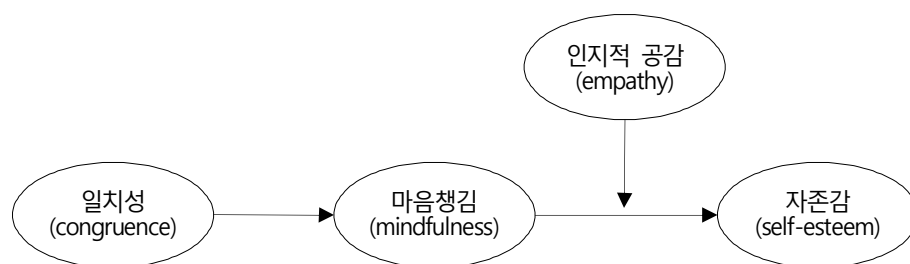 인지적 공감
(empathy)
일치성
(congruence)
마음챙김
(mindfulness)
자존감
(self-esteem)